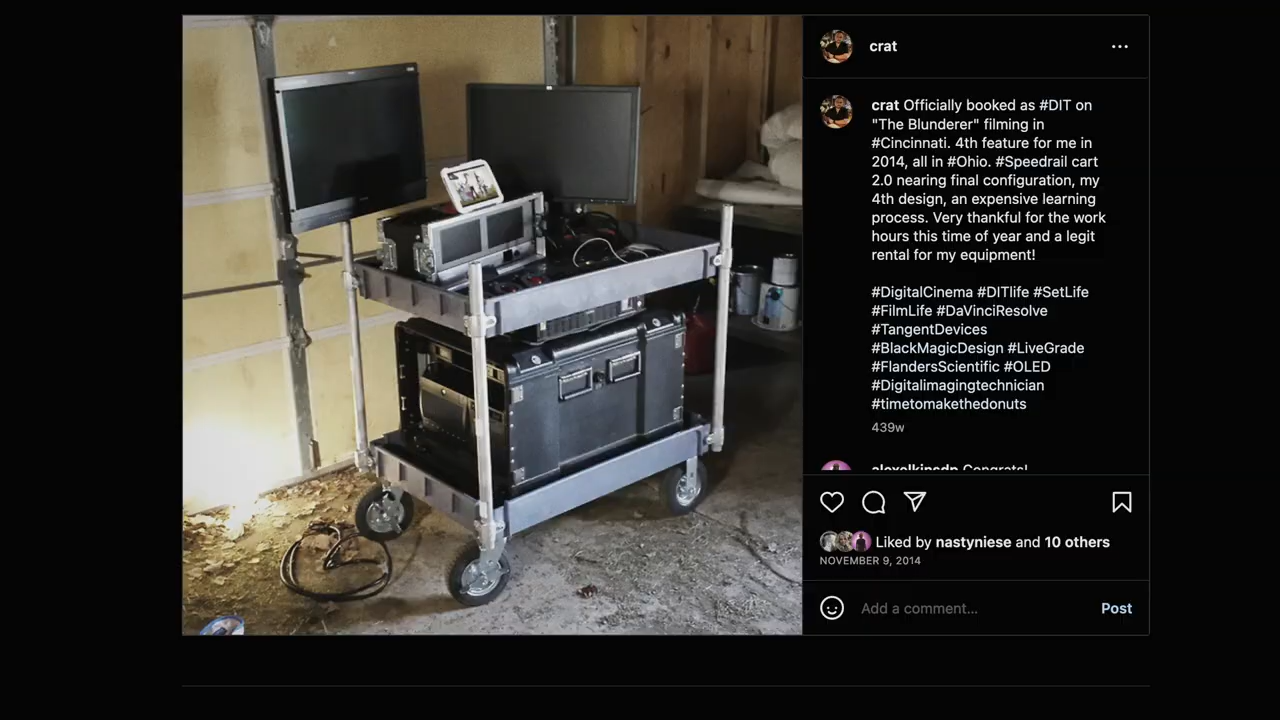 crat
crat Officially booked as #DIT on
"The Blunderer" filming in
#Cincinnati. 4th feature for me in
2014, all in #Ohio. #Speedrail cart
2.0 nearing final configuration, my
4th design, an expensive learning
process. Very thankful for the work
hours this time of year and a legit
rental for my equipment!
#DigitalCinema #DITlife #SetLife
#FilmLife #DaVinciResolve
#TangentDevices
#BlackMagicDesign #LiveGrade
#FlandersScientific #OLED
#Digitalimagingtechnician
#timetomakethedonuts
439w
alexelkinsdp Congrats!
Liked by nastyniese and 10 others
NOVEMBER 9, 2014
Add a comment...
Post